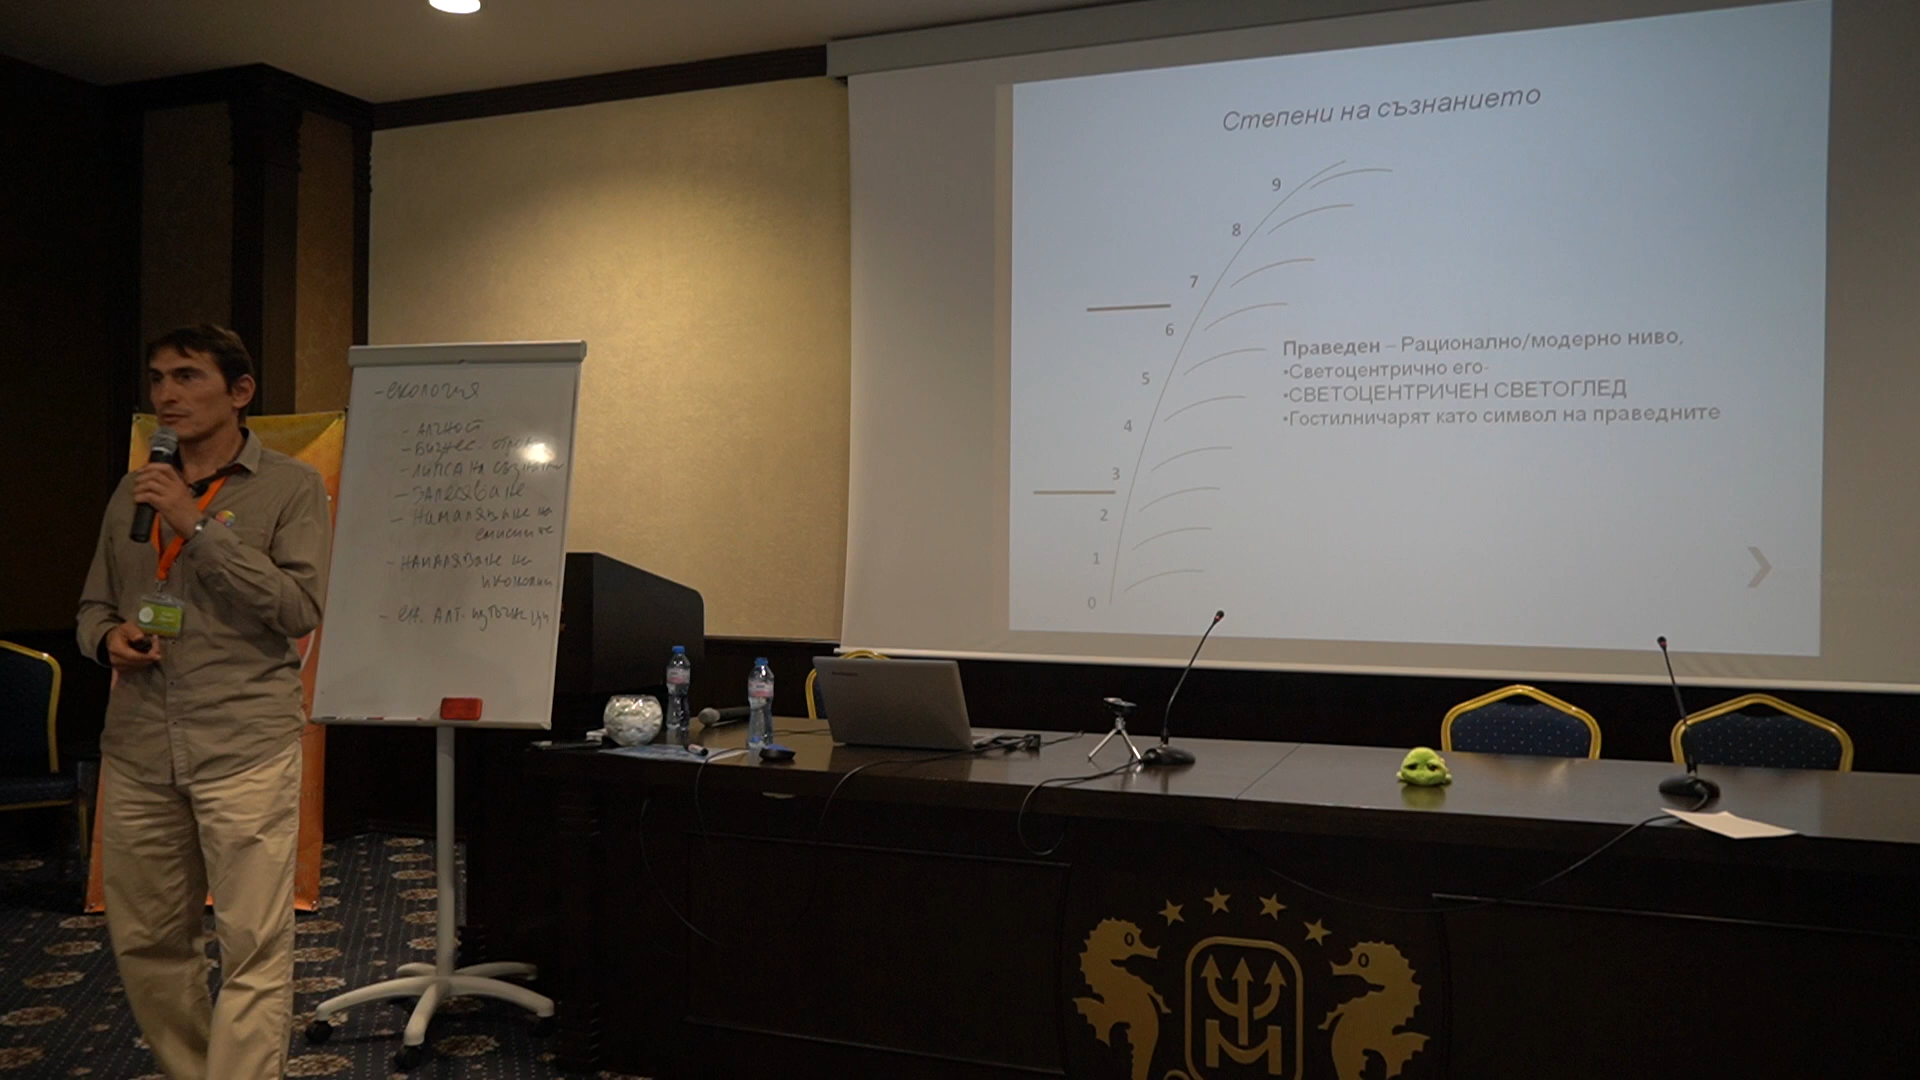 Степени на съзнанието
9
8
7
6
5
4
3
2
1
0
Праведен – Рационално/модерно ниво,
•Светоцентрично его-
•СВЕТОЦЕНТРИЧЕН СВЕТОГЛЕД
•Гостилничарят като символ на праведните
-екология
- АЛЧНОСТ
- Бизнес-
- ЛИПСА НА
- ЗАЛЕСЯВАНЕ
- НАМАЛЯВАНЕ НА
емисиите
- НАМАЛЯВАНЕ НА
- ен. АЛТ. източници
M